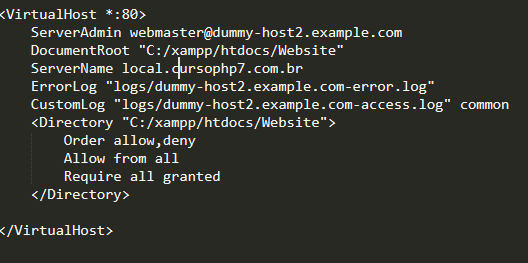 <VirtualHost *:80>
ServerAdmin webmaster@dummy-host2.example.com
DocumentRoot "C:/xampp/htdocs/Website"
ServerName local.cursophp7.com.br
ErrorLog "logs/dummy-host2.example.com-error.log"
CustomLog "logs/dummy-host2.example.com-access.log" common
<Directory "C:/xampp/htdocs/Website">
Order allow,deny
Allow from all
Require all granted
</Directory>
</VirtualHost>